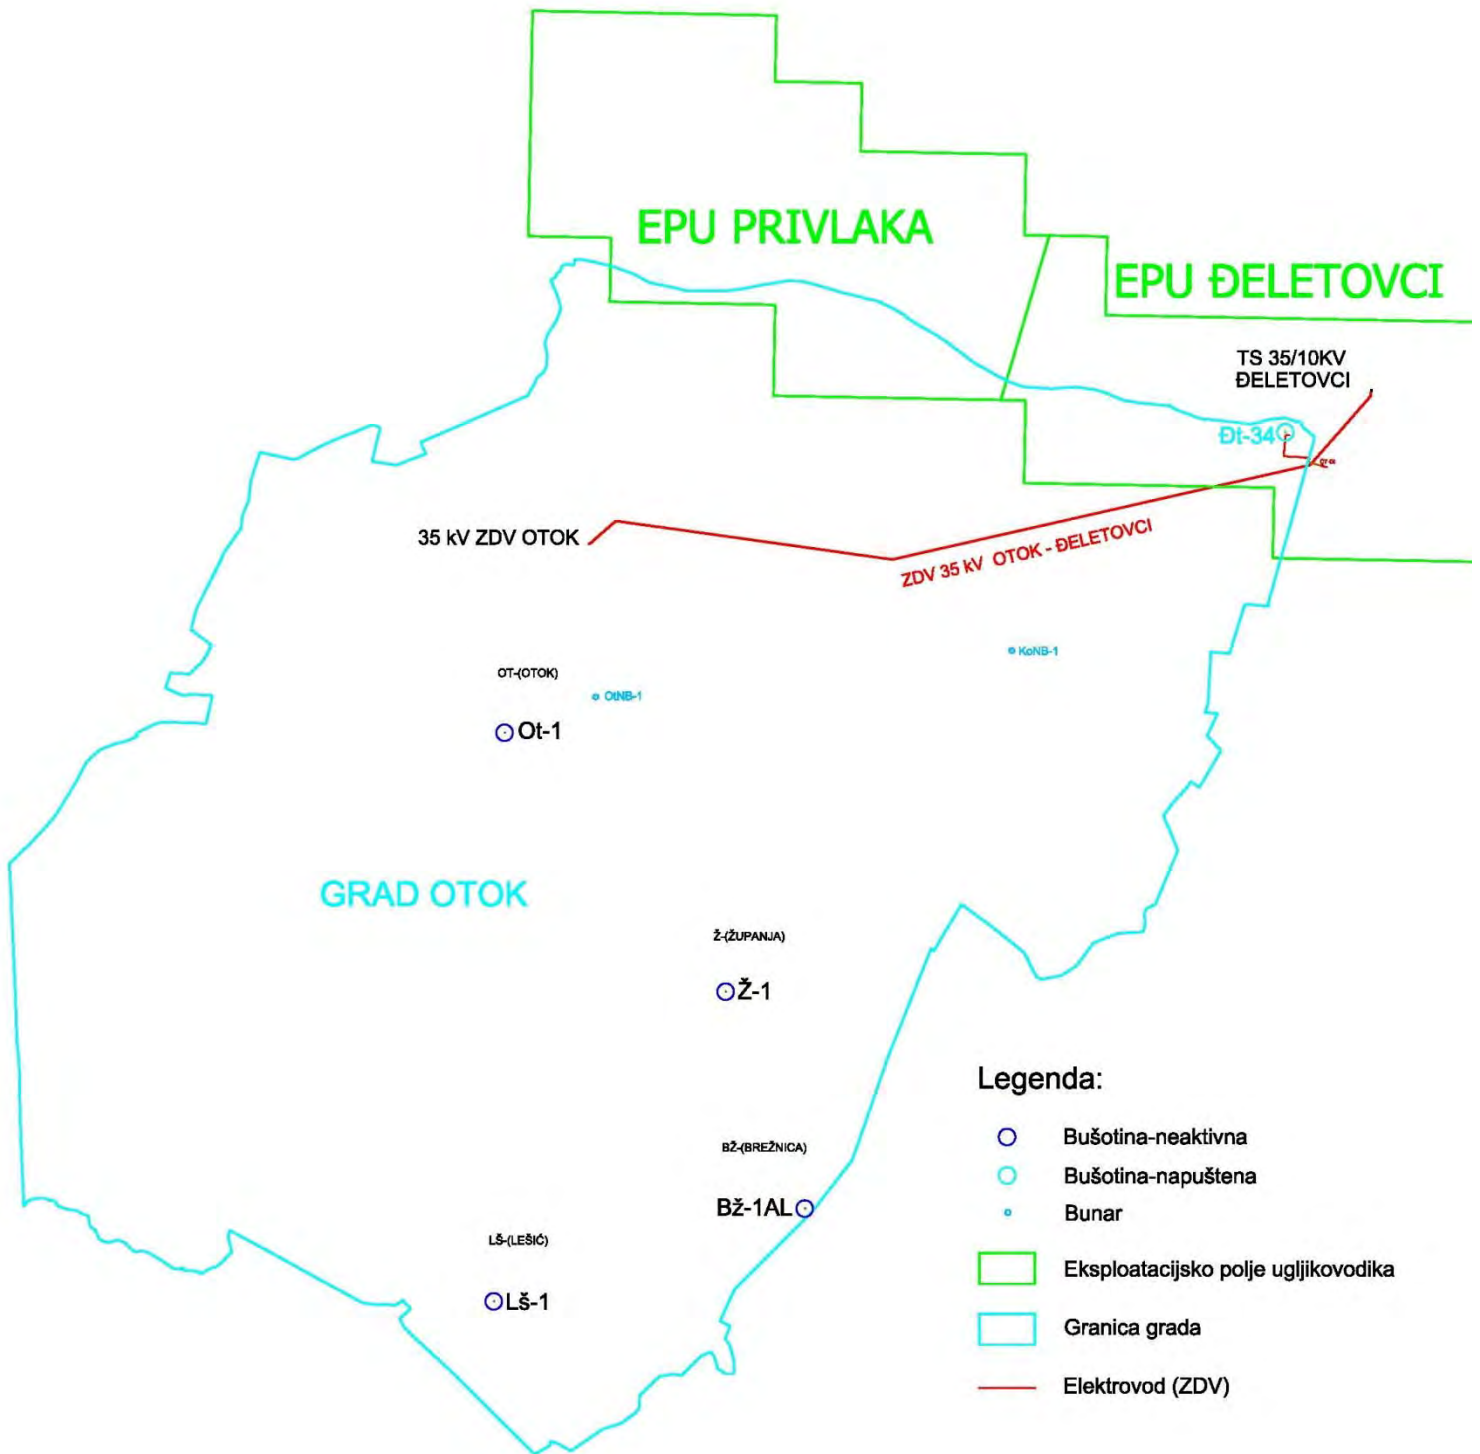 EPU PRIVLAKA
EPU ĐELETOVCI
TS 35/10KV
ĐELETOVCI
Đt-34
35 kV ZDV OTOK
ZDV 35 kV OTOK - ĐELETOVCI
KoNB-1
OT-(OTOK)
OtNB-1
Ot-1
GRAD OTOK
Ž-(ŽUPANJA)
Ž-1
Legenda:
Bušotina-neaktivna
BŽ-(BREŽNICA)
Bušotina-napuštena
Bž-1AL
Bunar
LŠ-(LEŠIĆ)
Eksploatacijsko polje ugljikovodika
Lš-1
Granica grada
Elektrovod (ZDV)